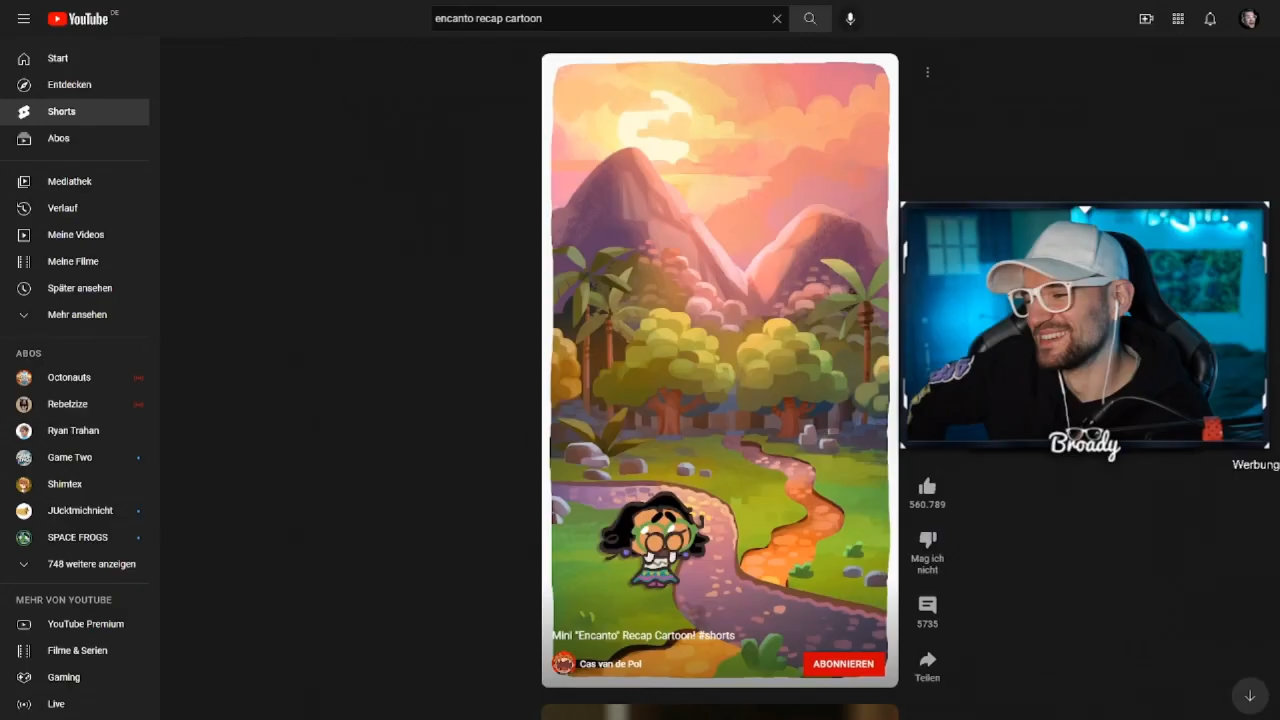 YouTube DE
encanto recap cartoon
Start
Entdecken
Shorts
Abos
Mediathek
Verlauf
Meine Videos
Meine Filme
Später ansehen
Mehr ansehen
ABOS
Octonauts
Rebelzize
Ryan Trahan
Game Two
Shimtex
JUcktmichnicht
SPACE FROGS
748 weitere anzeigen
MEHR VON YOUTUBE
YouTube Premium
Filme & Serien
Gaming
Live
Mini "Encanto" Recap Cartoon! #shorts
Cas van de Pol
ABONNIEREN
Broady
Werbung
560.789
Mag ich
nicht
5735
Teilen